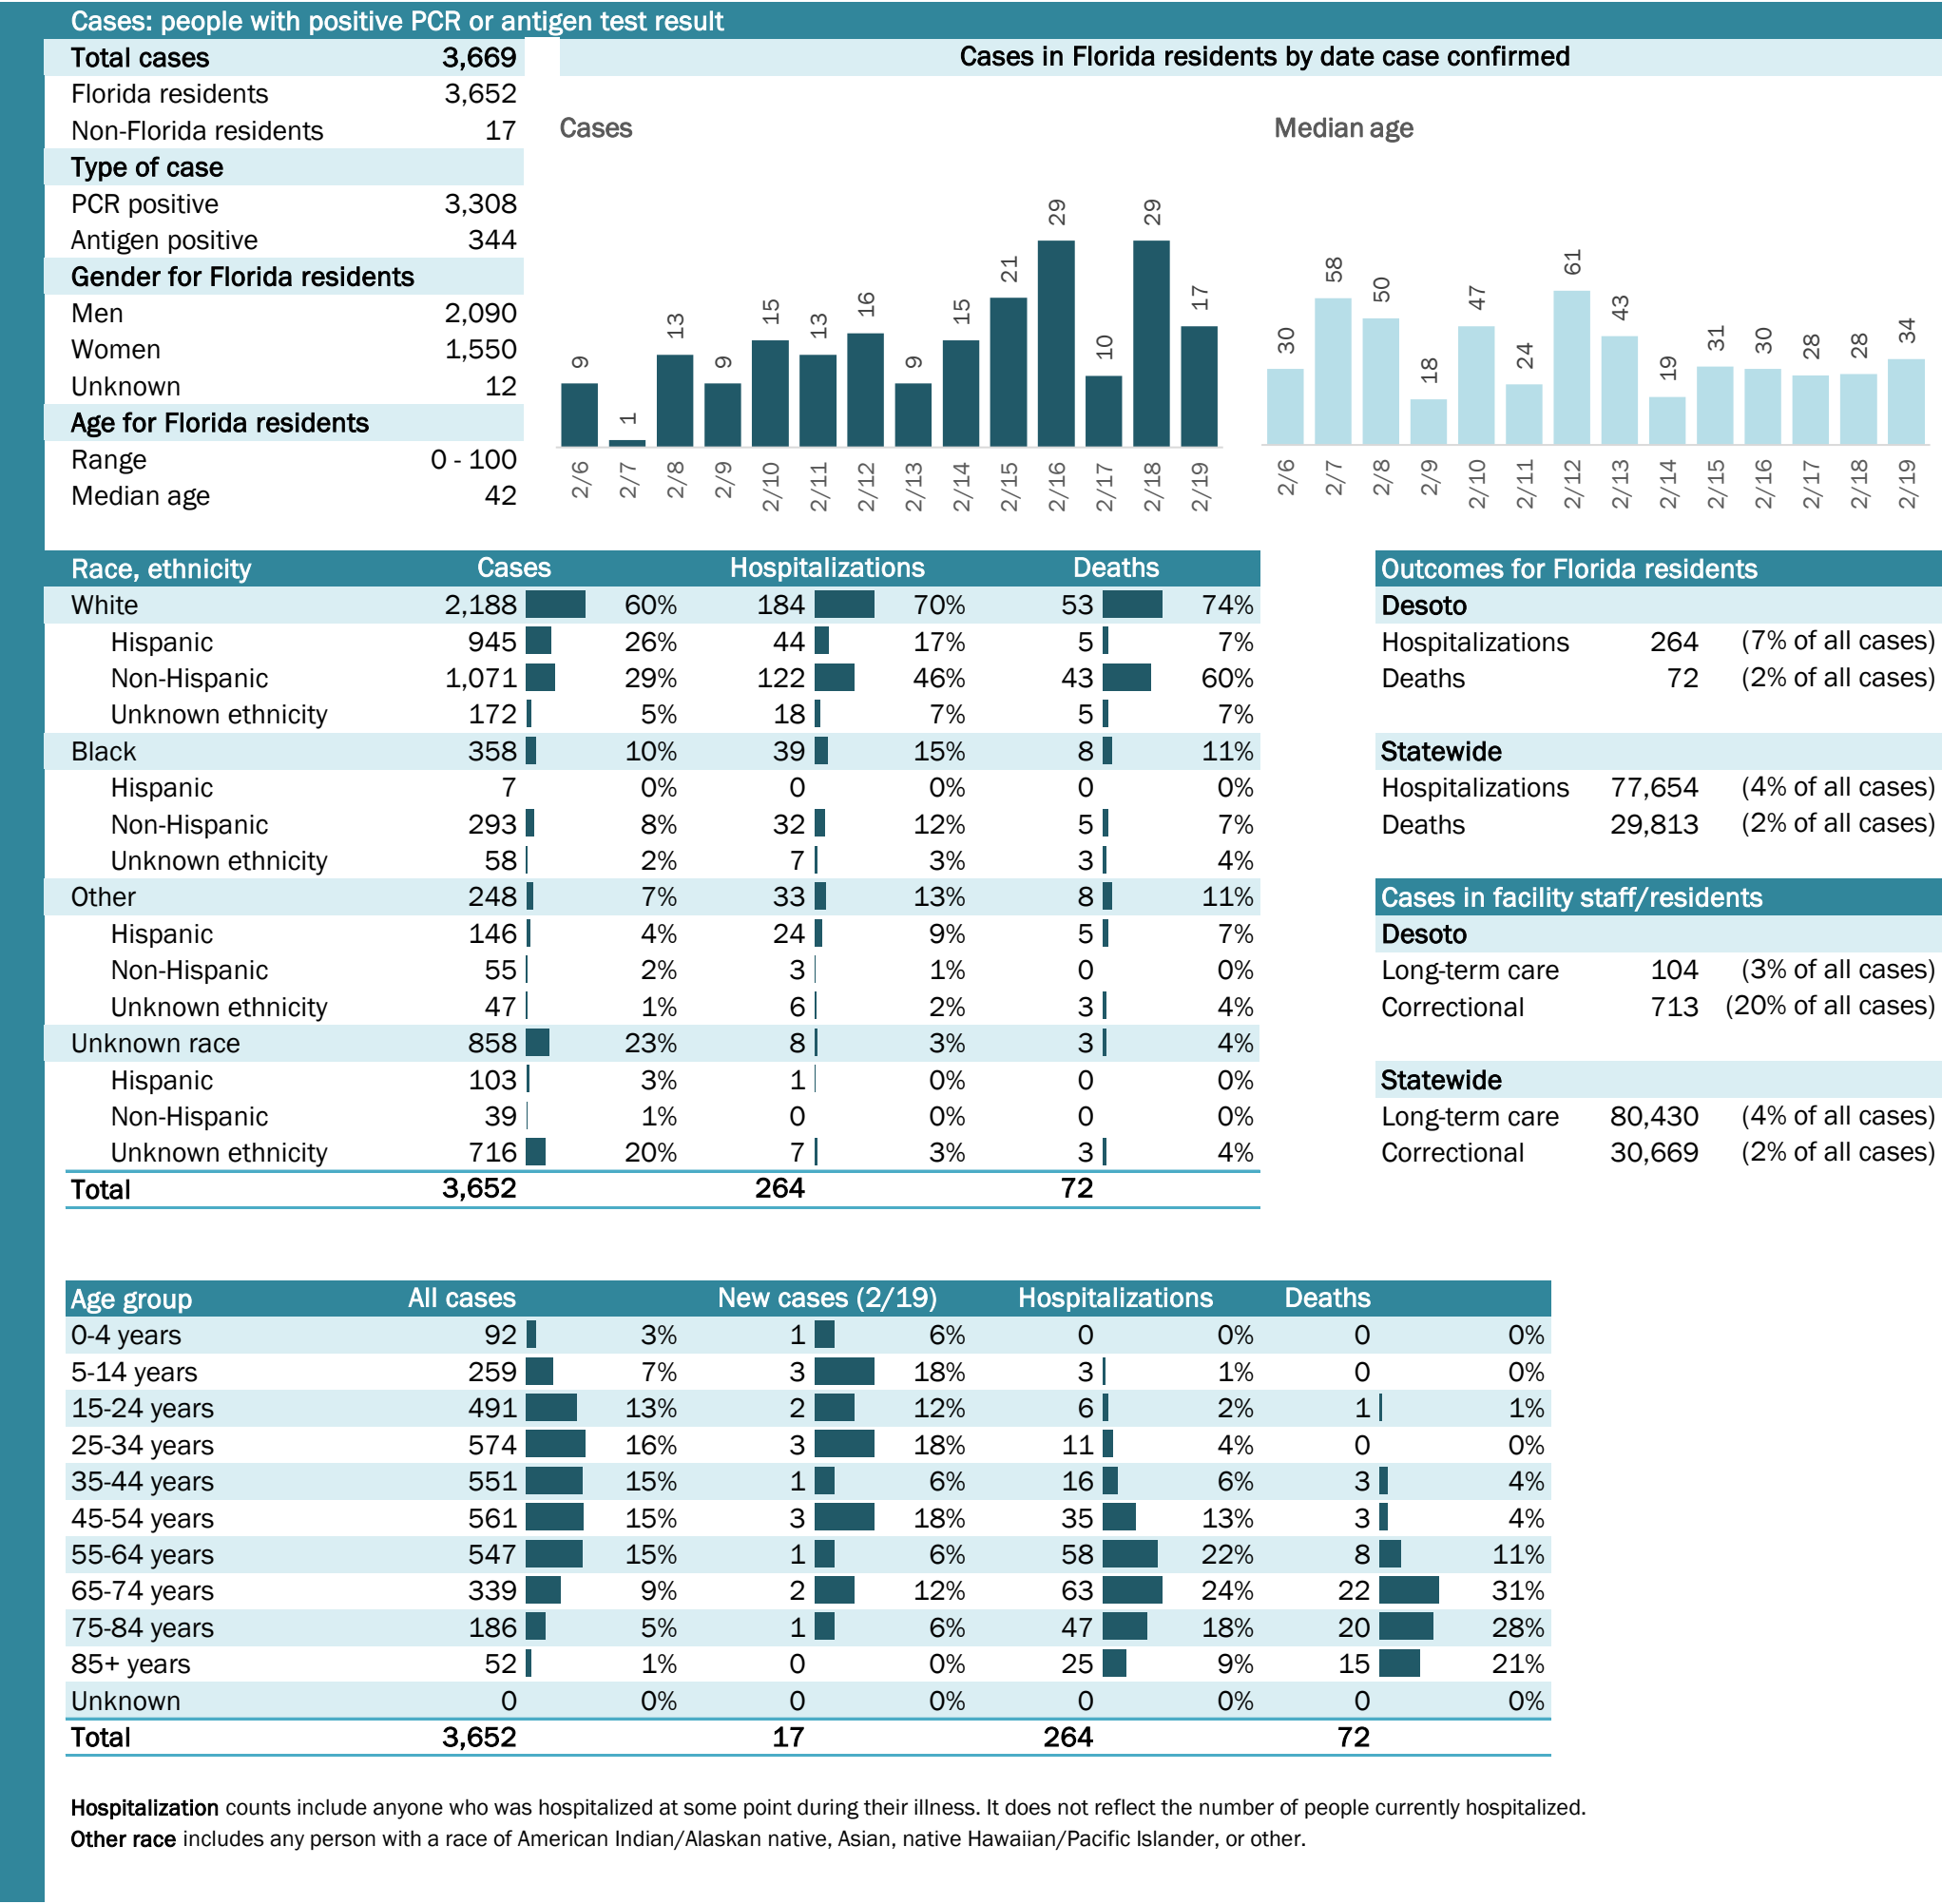 Cases: people with positive PCR or antigen test result
Total cases 3,669
Florida residents 3,652
Non-Florida residents 17
Type of case
PCR positive 3,308
Antigen positive 344
Gender for Florida residents
Men 2,090
Women 1,550
Unknown 12
Age for Florida residents
Range 0 - 100
Median age 42
Cases in Florida residents by date case confirmed
Cases
9 1 13 9 15 13 16 9 15 21 29 10 29 17
2/6 2/7 2/8 2/9 2/10 2/11 2/12 2/13 2/14 2/15 2/16 2/17 2/18 2/19
Median age
30 58 50 18 47 24 61 43 19 31 30 28 28 34
2/6 2/7 2/8 2/9 2/10 2/11 2/12 2/13 2/14 2/15 2/16 2/17 2/18 2/19
Race, ethnicity Cases Hospitalizations Deaths
White 2,188 60% 184 70% 53 74%
Hispanic 945 26% 44 17% 5 7%
Non-Hispanic 1,071 29% 122 46% 43 60%
Unknown ethnicity 172 5% 18 7% 5 7%
Black 358 10% 39 15% 8 11%
Hispanic 7 0% 0 0% 0 0%
Non-Hispanic 293 8% 32 12% 5 7%
Unknown ethnicity 58 2% 7 3% 3 4%
Other 248 7% 33 13% 8 11%
Hispanic 146 4% 24 9% 5 7%
Non-Hispanic 55 2% 3 1% 0 0%
Unknown ethnicity 47 1% 6 2% 3 4%
Unknown race 858 23% 8 3% 3 4%
Hispanic 103 3% 1 0% 0 0%
Non-Hispanic 39 1% 0 0% 0 0%
Unknown ethnicity 716 20% 7 3% 3 4%
Total 3,652 264 72
Outcomes for Florida residents
Desoto
Hospitalizations 264 (7% of all cases)
Deaths 72 (2% of all cases)
Statewide
Hospitalizations 77,654 (4% of all cases)
Deaths 29,813 (2% of all cases)
Cases in facility staff/residents
Desoto
Long-term care 104 (3% of all cases)
Correctional 713 (20% of all cases)
Statewide
Long-term care 80,430 (4% of all cases)
Correctional 30,669 (2% of all cases)
Age group All cases New cases (2/19) Hospitalizations Deaths
0-4 years 92 3% 1 6% 0 0% 0 0%
5-14 years 259 7% 3 18% 3 1% 0 0%
15-24 years 491 13% 2 12% 6 2% 1 1%
25-34 years 574 16% 3 18% 11 4% 0 0%
35-44 years 551 15% 1 6% 16 6% 3 4%
45-54 years 561 15% 3 18% 35 13% 3 4%
55-64 years 547 15% 1 6% 58 22% 8 11%
65-74 years 339 9% 2 12% 63 24% 22 31%
75-84 years 186 5% 1 6% 47 18% 20 28%
85+ years 52 1% 0 0% 25 9% 15 21%
Unknown 0 0% 0 0% 0 0% 0 0%
Total 3,652 17 264 72
Hospitalization counts include anyone who was hospitalized at some point during their illness. It does not reflect the number of people currently hospitalized.
Other race includes any person with a race of American Indian/Alaskan native, Asian, native Hawaiian/Pacific Islander, or other.